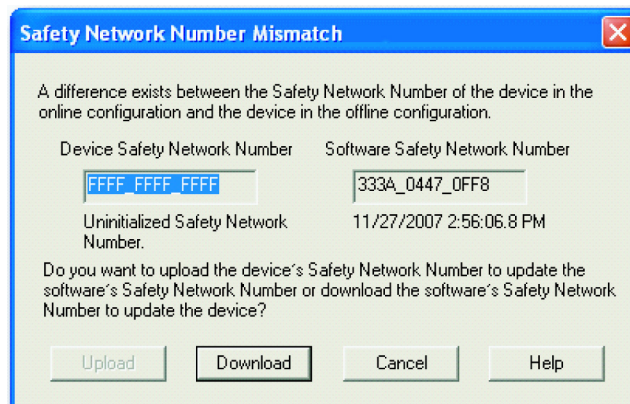 Safety Network Number Mismatch
A difference exists between the Safety Network Number of the device in the
online configuration and the device in the offline configuration.
Device Safety Network Number Software Safety Network Number
FFFF_FFFF_FFFF 333A_0447_0FF8
Uninitialized Safety Network 11/27/2007 2:56:06.8 PM
Number.
Do you want to upload the device's Safety Network Number to update the
software's Safety Network Number or download the software's Safety Network
Number to update the device?
Upload Download Cancel Help